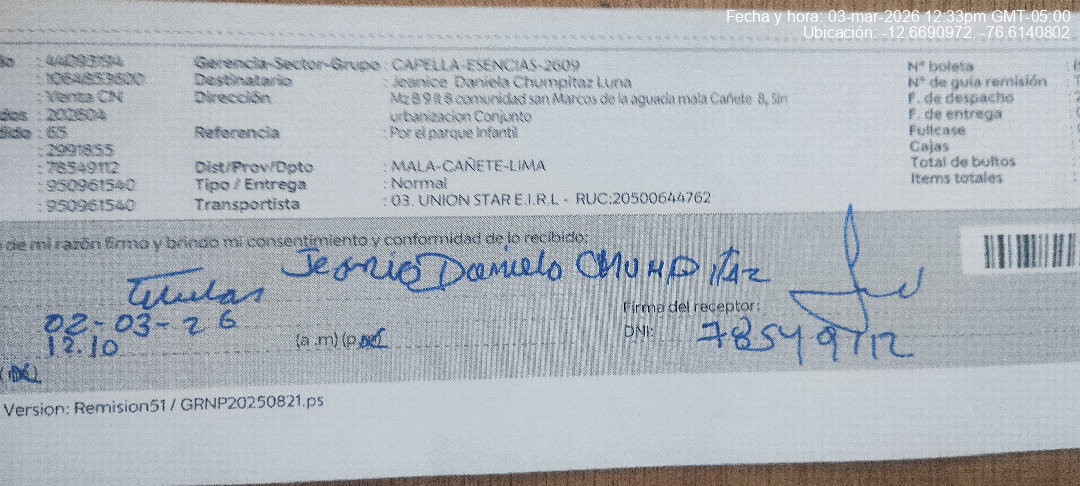 Fecha y hora: 03-mar-2026 12:33pm GMT-05:00
Ubicación: -12.6690972, -76.6140802
: 44093194 Gerencia-Sector-Grupo : CAPELLA-ESENCIAS-2609 N° boleta
: 1064853600 Destinatario : Jeanice Daniela Chumpitaz Luna N° de guía remisión
: Venta CN Dirección : Mz B 9 lt 8 comunidad san Marcos de la aguada mala Cañete 8, Sin F. de despacho
: 202604 urbanizacion Conjunto F. de entrega
: 65 Referencia : Por el parque infantil Fullcase
: 2991855 Cajas
: 78549112 Dist/Prov/Dpto : MALA-CAÑETE-LIMA Total de bultos
: 950961540 Tipo / Entrega : Normal Items totales
: 950961540 Transportista : 03. UNION STAR E.I.R.L - RUC:20500644762
de mi razón firmo y brindo mi consentimiento y conformidad de lo recibido:
Daniela CHUMPITAZ
Firma del receptor:
02-03-26
12.10 (a .m) (p. DNI: 78549112
Version: Remision51 / GRNP20250821.ps